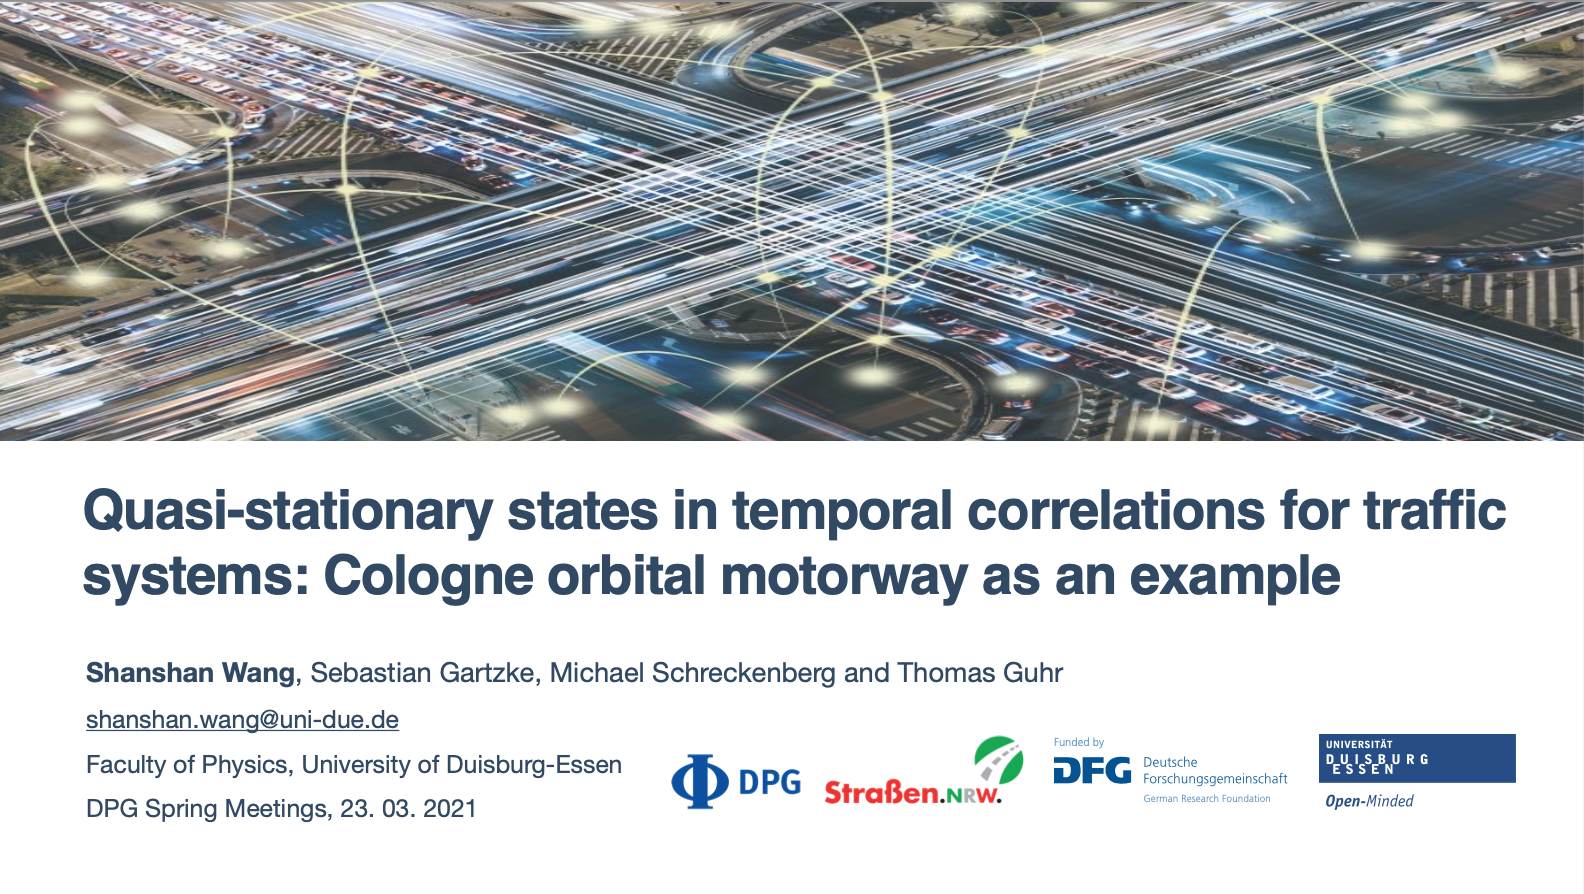 Quasi-stationary states in temporal correlations for traffic
systems: Cologne orbital motorway as an example
Shanshan Wang, Sebastian Gartzke, Michael Schreckenberg and Thomas Guhr
shanshan.wang@uni-due.de
Faculty of Physics, University of Duisburg-Essen
DPG Spring Meetings, 23. 03. 2021
DPG
Straßen.NRW.
Funded by
DFG
Deutsche
Forschungsgemeinschaft
German Research Foundation
UNIVERSITÄT
DUISBURG
ESSEN
Open-Minded